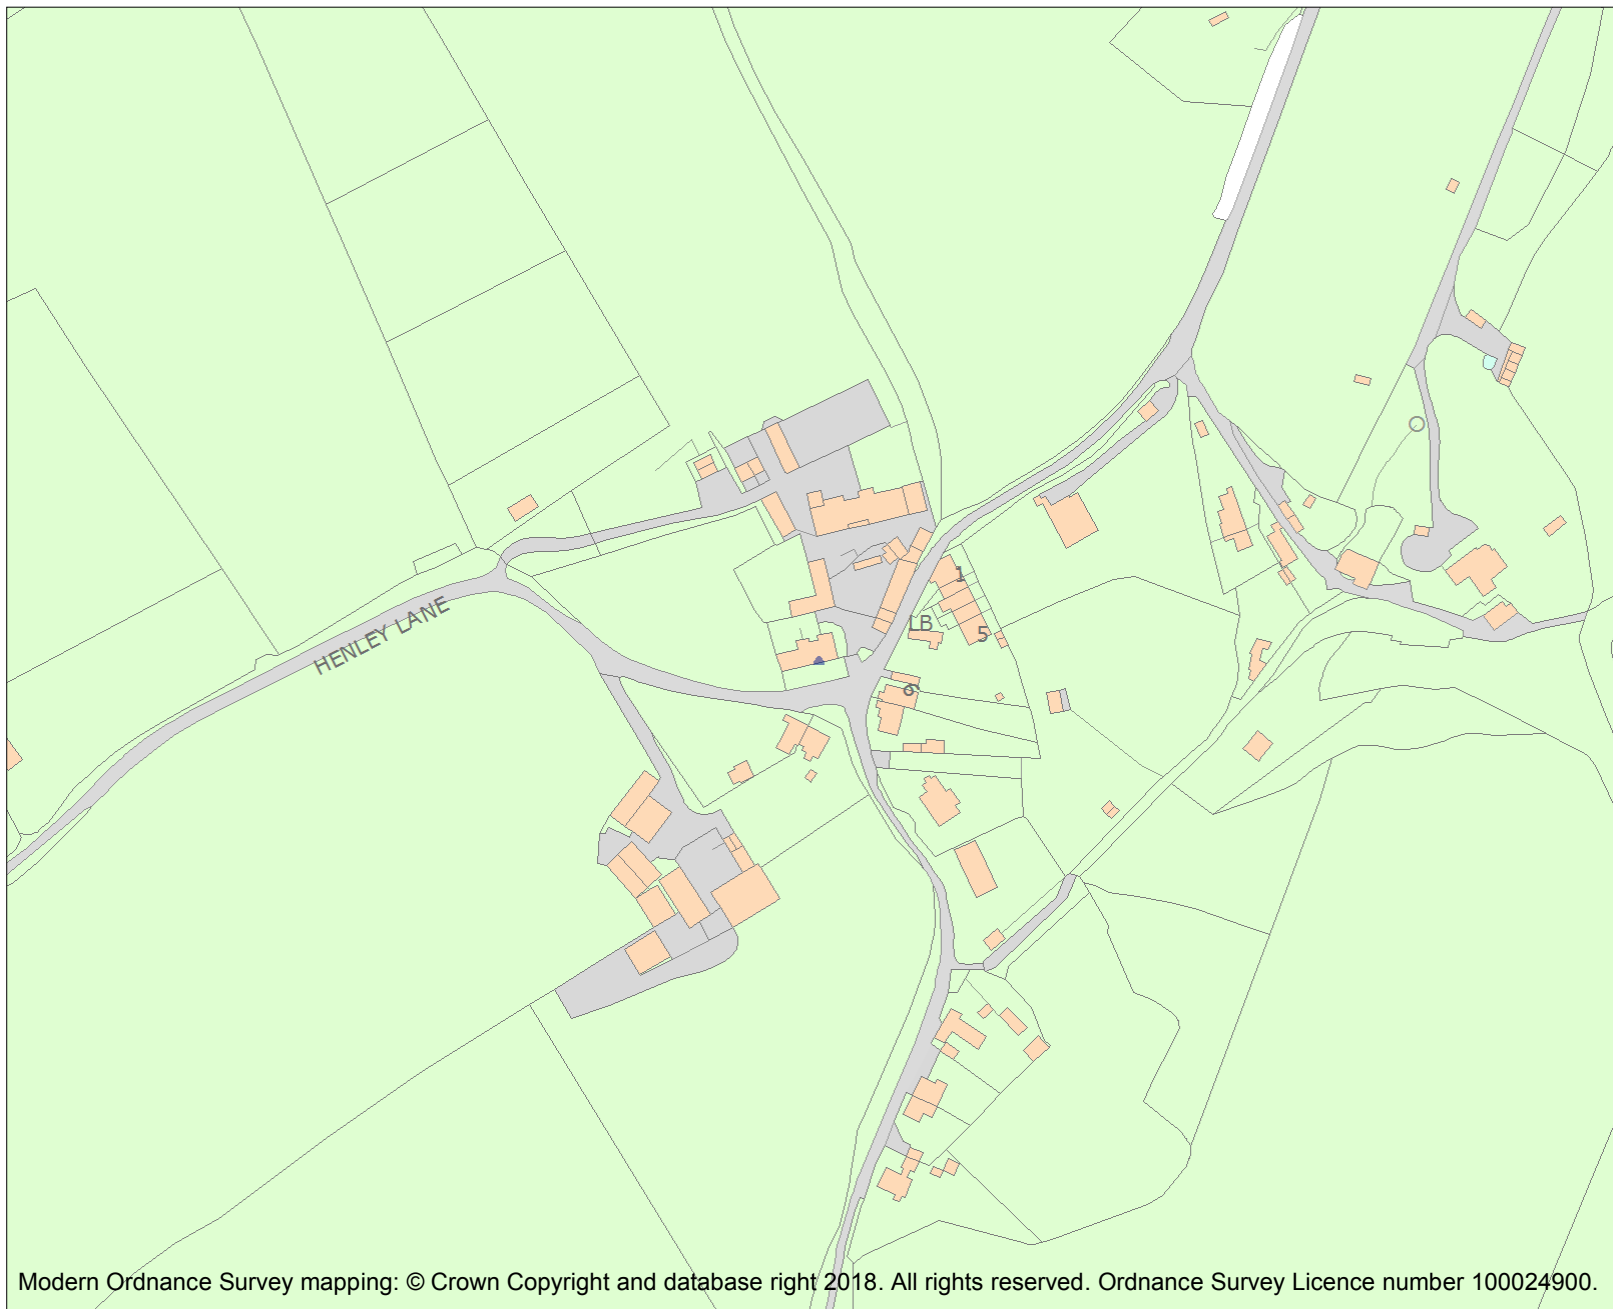 1
HENLEY LANE
LB
5
6
Modern Ordnance Survey mapping: © Crown Copyright and database right 2018. All rights reserved. Ordnance Survey Licence number 100024900.